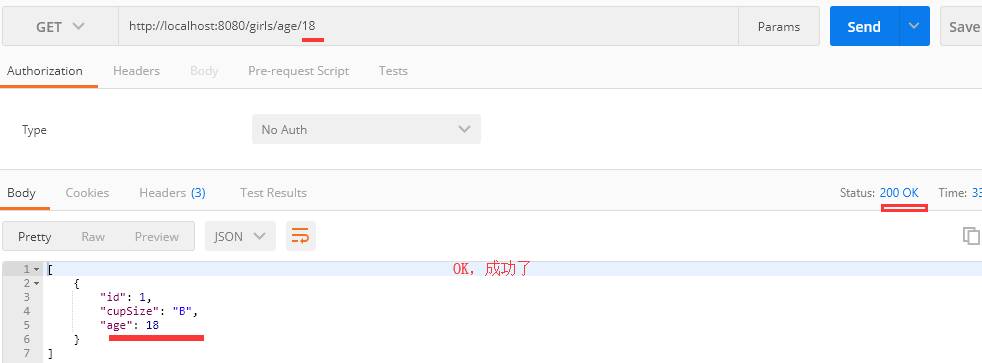 GET http://localhost:8080/girls/age/18 Params Send Save
Authorization Headers Body Pre-request Script Tests
Type No Auth
Body Cookies Headers (3) Test Results Status: 200 OK Time: 33
Pretty Raw Preview JSON
1 [ OK, 成功了
2 {
3 "id": 1,
4 "cupSize": "B",
5 "age": 18
6 }
7 ]